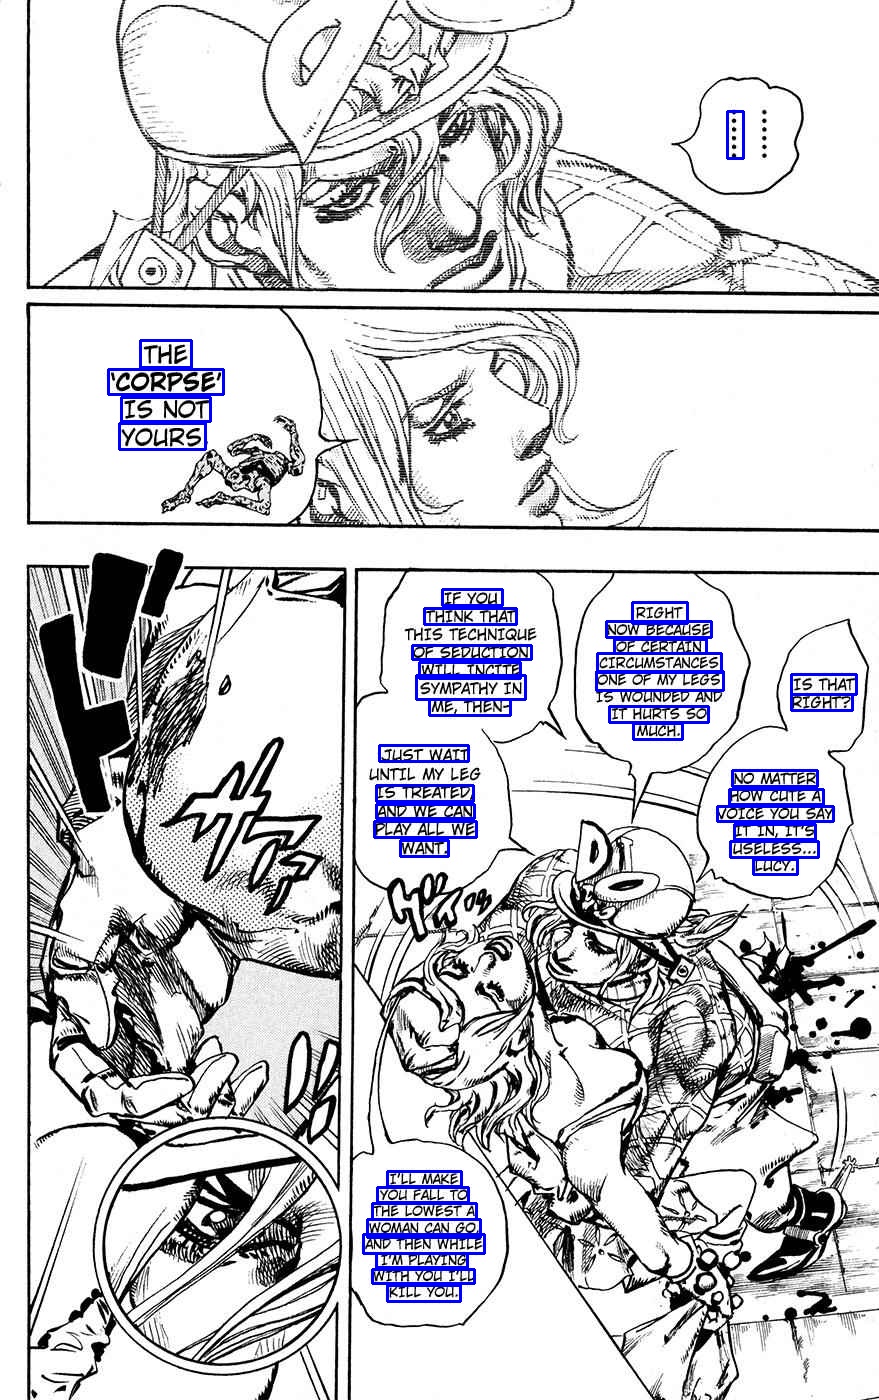 ......
......
THE
'CORPSE'
IS NOT
YOURS.
IS THAT
RIGHT?
NO MATTER
HOW CUTE A
VOICE YOU SAY
IT IN, IT'S
USELESS...
LUCY.
RIGHT
NOW BECAUSE
OF CERTAIN
CIRCUMSTANCES
ONE OF MY LEGS
IS WOUNDED AND
IT HURTS SO
MUCH.
IF YOU
THINK THAT
THIS TECHNIQUE
OF SEDUCTION
WILL INCITE
SYMPATHY IN
ME, THEN-
JUST WAIT
UNTIL MY LEG
IS TREATED,
AND WE CAN
PLAY ALL WE
WANT.
I'LL MAKE
YOU FALL TO
THE LOWEST A
WOMAN CAN GO,
AND THEN WHILE
I'M PLAYING
WITH YOU I'LL
KILL YOU.